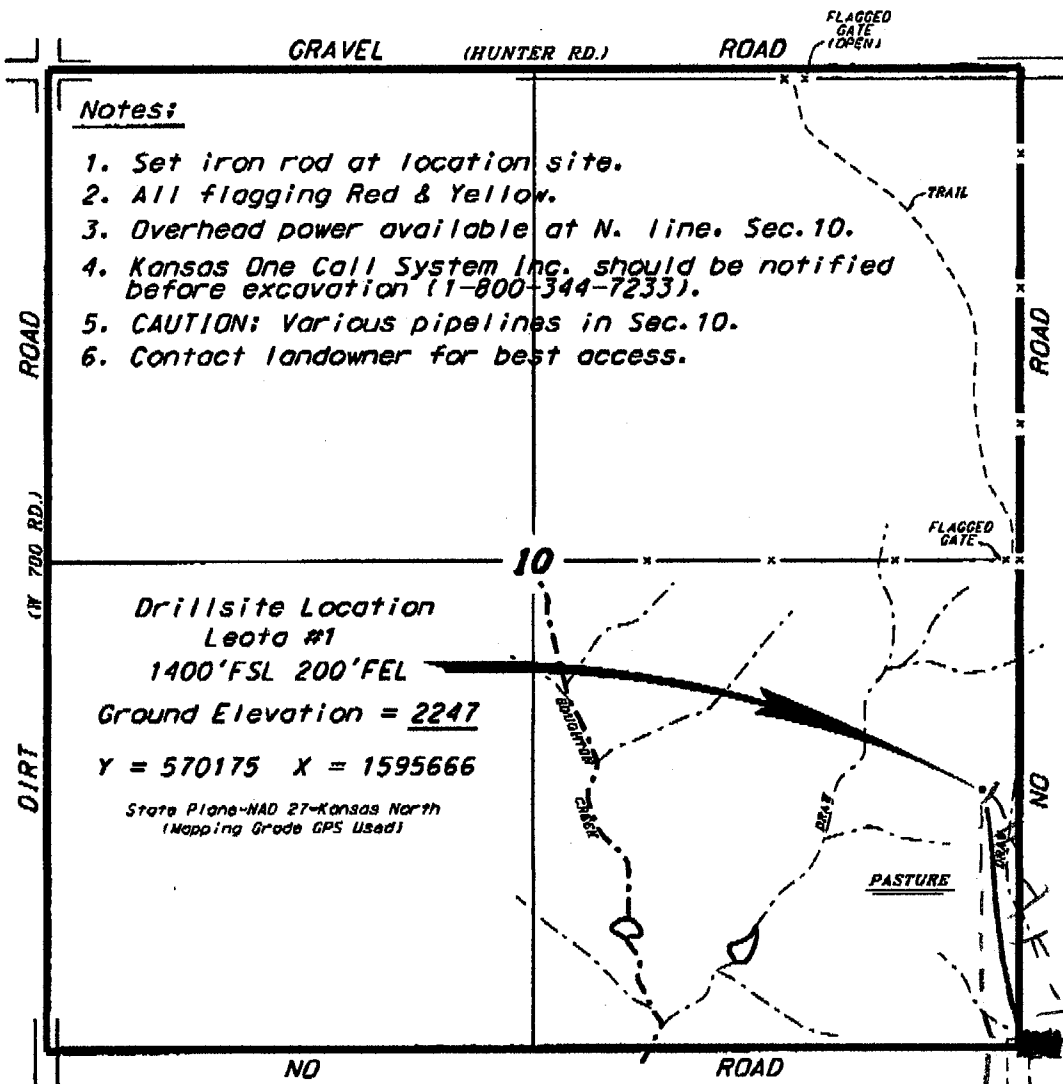 FLAGGED
GATE
(OPEN)
GRAVEL (HUNTER RD.) ROAD
Notes:
1. Set iron rod at location site.
2. All flagging Red & Yellow.
3. Overhead power available at N. line. Sec.10.
4. Kansas One Call System Inc. should be notified
before excavation (1-800-344-7233).
5. CAUTION: Various pipelines in Sec.10.
6. Contact landowner for best access.
TRAIL
ROAD
ROAD
(W 700 RD.)
FLAGGED
GATE
10
Drillsite Location
Leota #1
1400'FSL 200'FEL
Ground Elevation = 2247
Y = 570175 X = 1595666
State Plane-NAD 27-Kansas North
(Mapping Grade GPS Used)
DIRT
BOUGHTON
CREEK
DRAW
DRAW
NO
PASTURE
NO ROAD